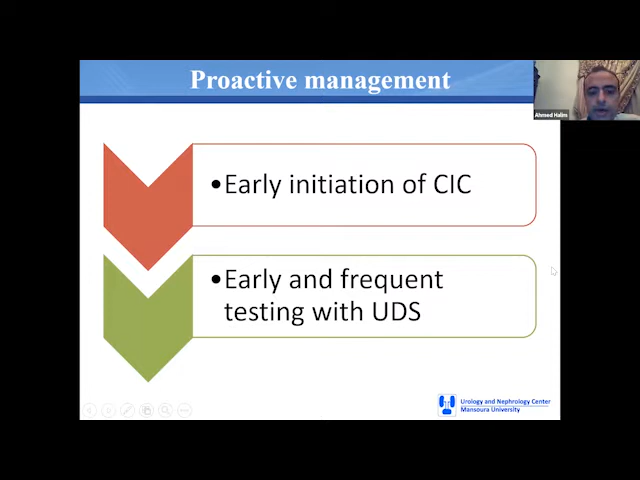 Proactive management
Ahmed Halim
•Early initiation of CIC
•Early and frequent
testing with UDS
Urology and Nephrology Center
Mansoura University